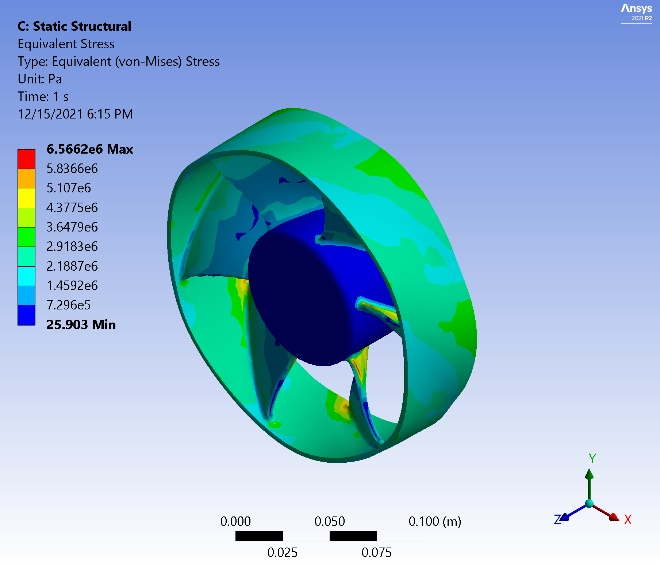 Ansys
2021 R2
C: Static Structural
Equivalent Stress
Type: Equivalent (von-Mises) Stress
Unit: Pa
Time: 1 s
12/15/2021 6:15 PM
6.5662e6 Max
5.8366e6
5.107e6
4.3775e6
3.6479e6
2.9183e6
2.1887e6
1.4592e6
7.296e5
25.903 Min
0.000 0.050 0.100 (m)
0.025 0.075
Y
Z X